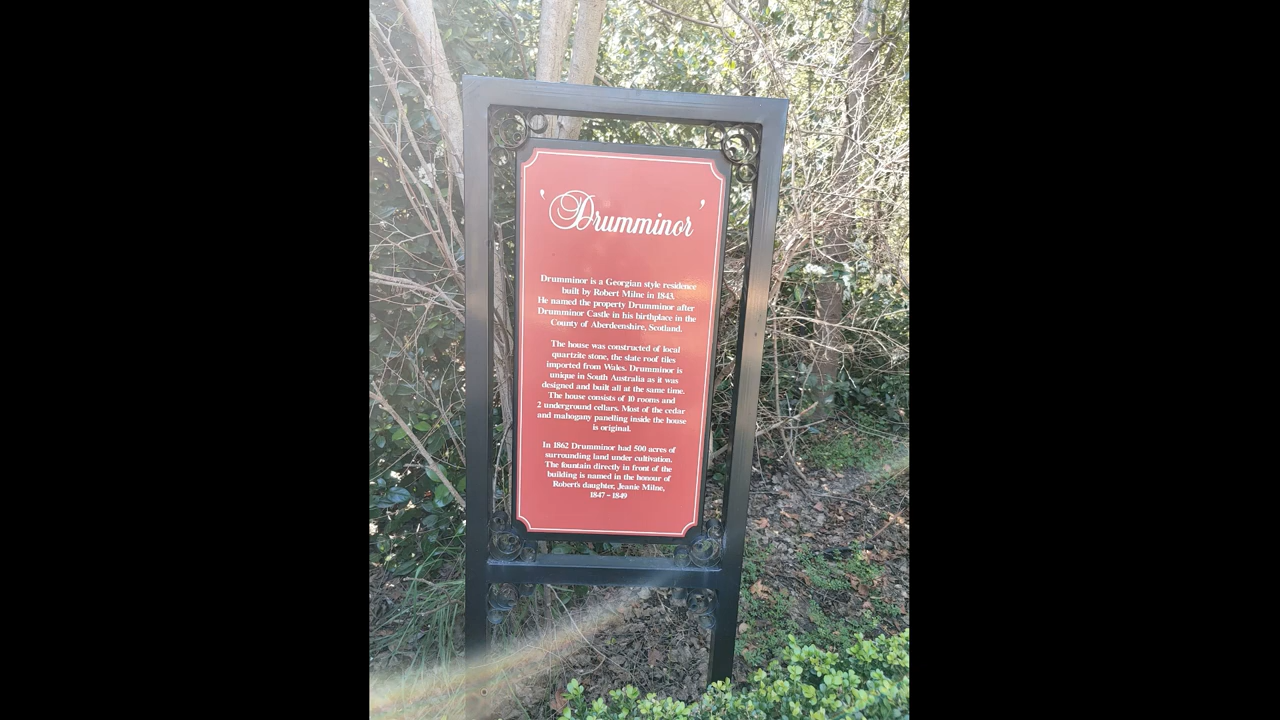 'Drumminor'
Drumminor is a Georgian style residence
built by Robert Milne in 1843.
He named the property Drumminor after
Drumminor Castle in his birthplace in the
County of Aberdeenshire, Scotland.
The house was constructed of local
quartzite stone, the slate roof tiles
imported from Wales. Drumminor is
unique in South Australia as it was
designed and built all at the same time.
The house consists of 10 rooms and
2 underground cellars. Most of the cedar
and mahogany panelling inside the house
is original.
In 1862 Drumminor had 500 acres of
surrounding land under cultivation.
The fountain directly in front of the
building is named in the honour of
Robert's daughter, Jeanie Milne,
1847 - 1849